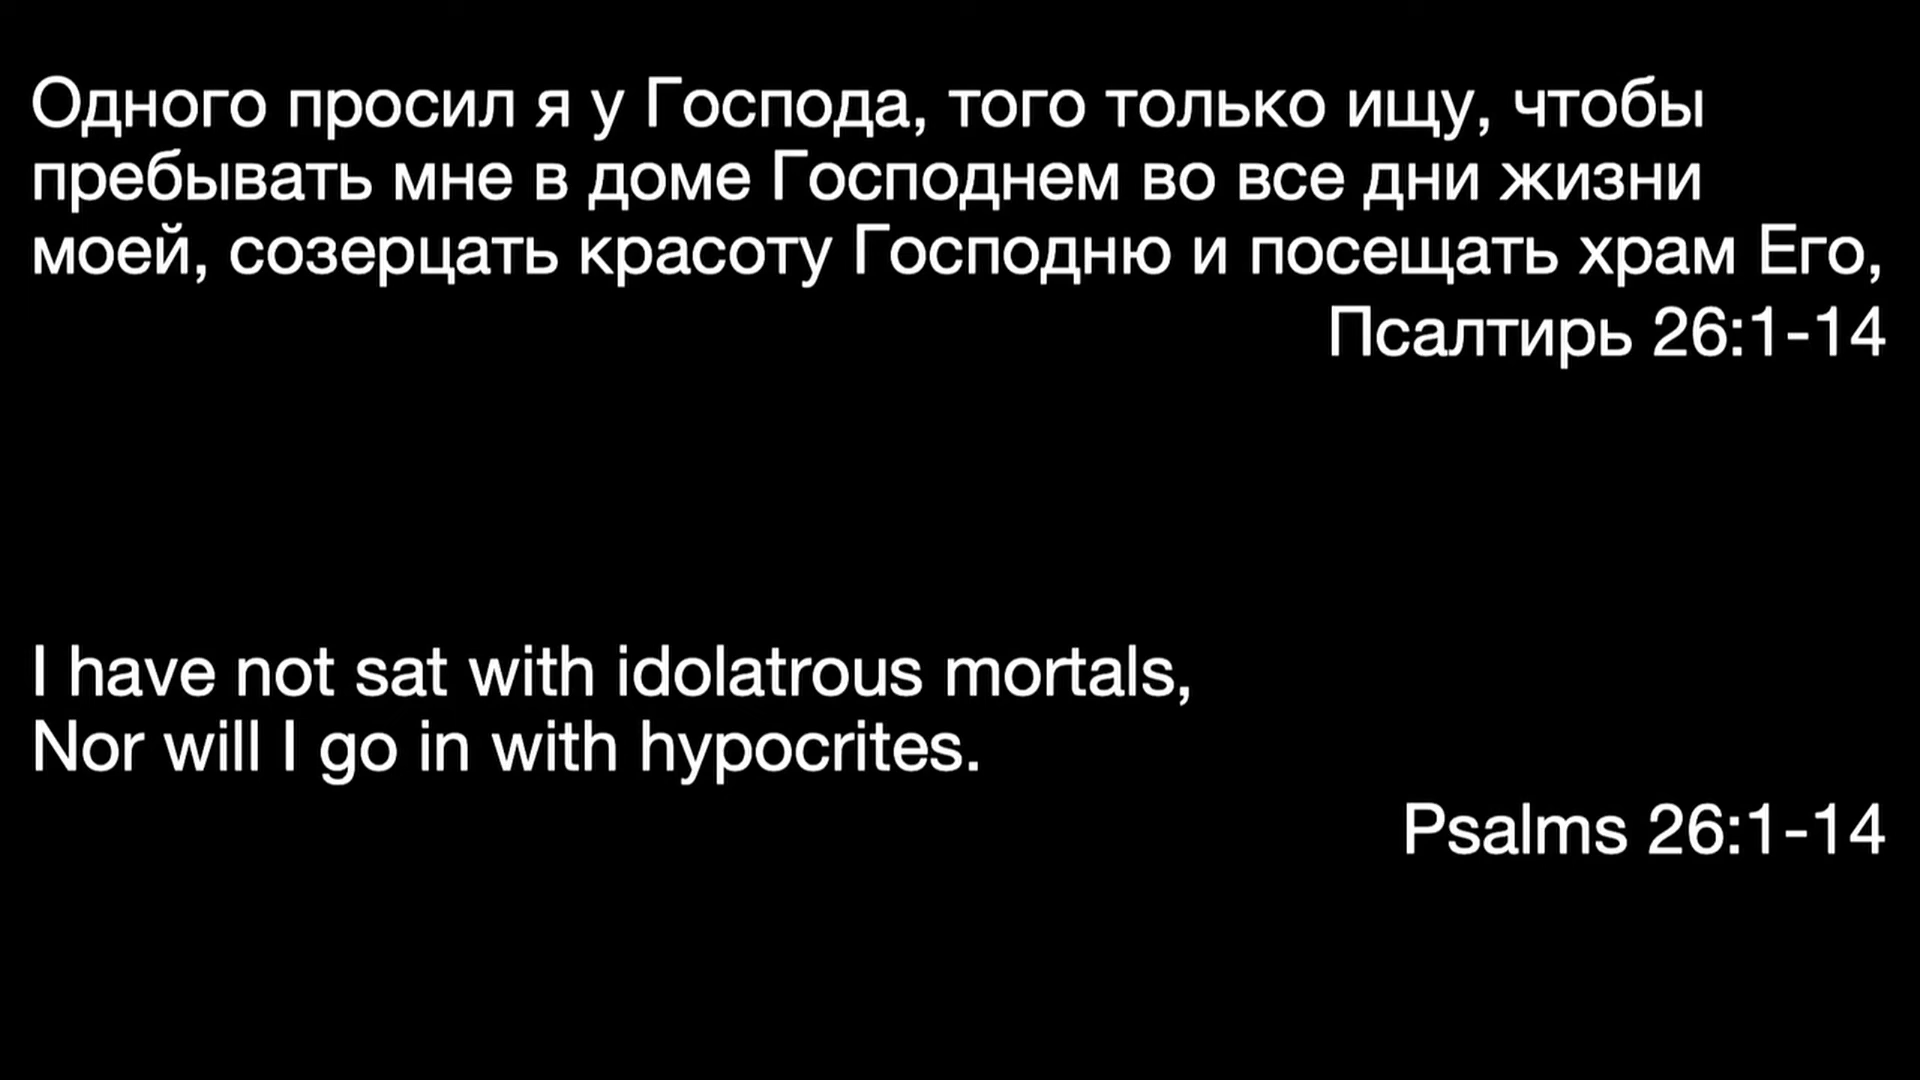 Одного просил я у Господа, того только ищу, чтобы
пребывать мне в доме Господнем во все дни жизни
моей, созерцать красоту Господню и посещать храм Его,
Псалтирь 26:1-14
I have not sat with idolatrous mortals,
Nor will I go in with hypocrites.
Psalms 26:1-14